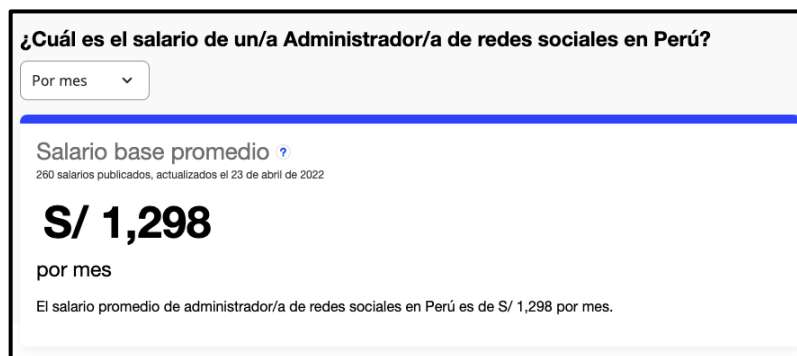 ¿Cuál es el salario de un/a Administrador/a de redes sociales en Perú?
Por mes
Salario base promedio ?
260 salarios publicados, actualizados el 23 de abril de 2022
S/ 1,298
por mes
El salario promedio de administrador/a de redes sociales en Perú es de S/ 1,298 por mes.